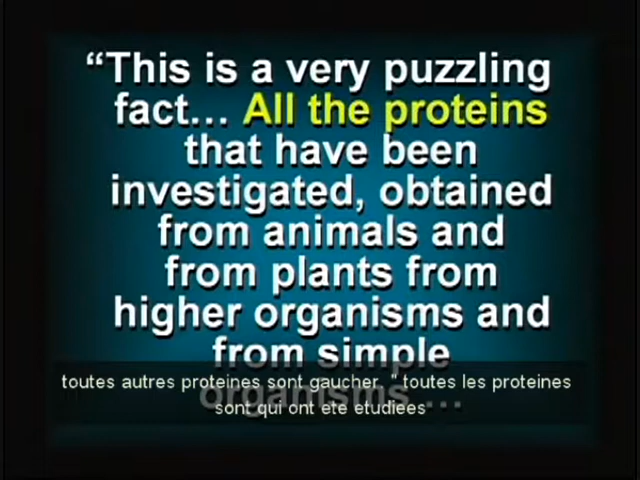 “This is a very puzzling
fact... All the proteins
that have been
investigated, obtained
from animals and
from plants from
higher organisms and
from simple
organisms ...
toutes autres proteines sont gaucher. " toutes les proteines
sont qui ont ete etudiees